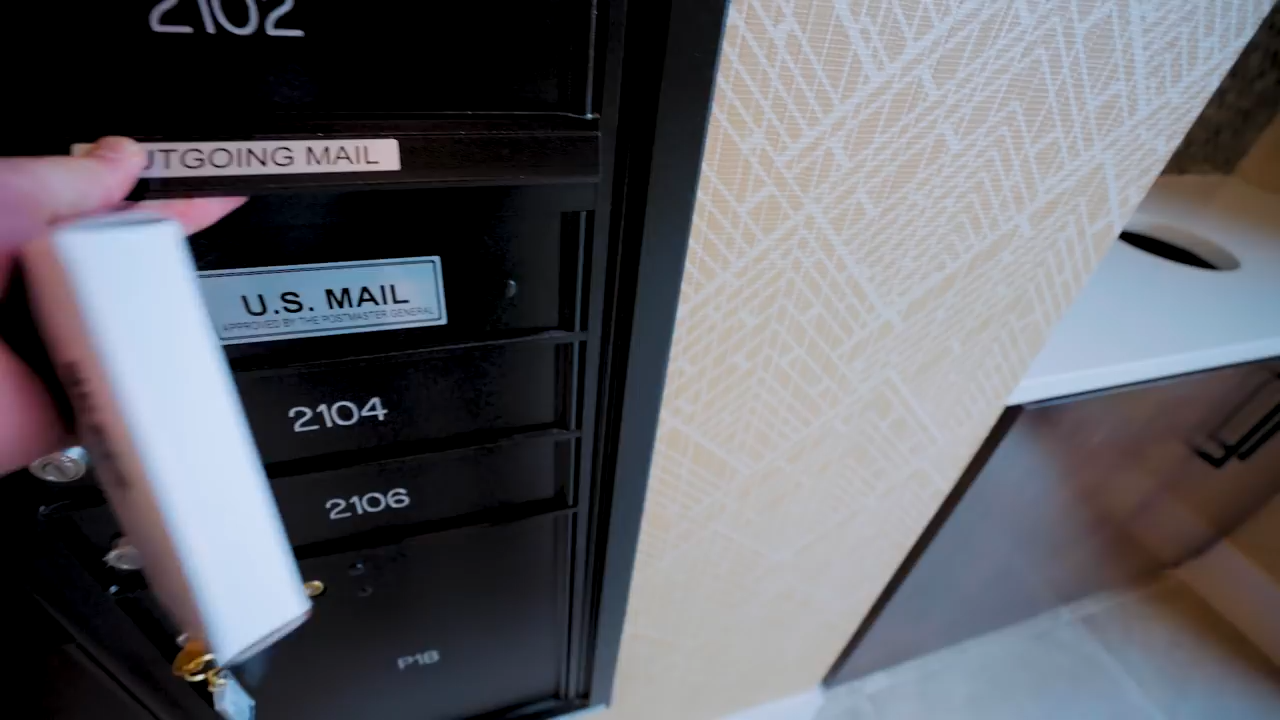 2102
UTGOING MAIL
U.S. MAIL
APPROVED BY THE POSTMASTER GENERAL
2104
2106
P18